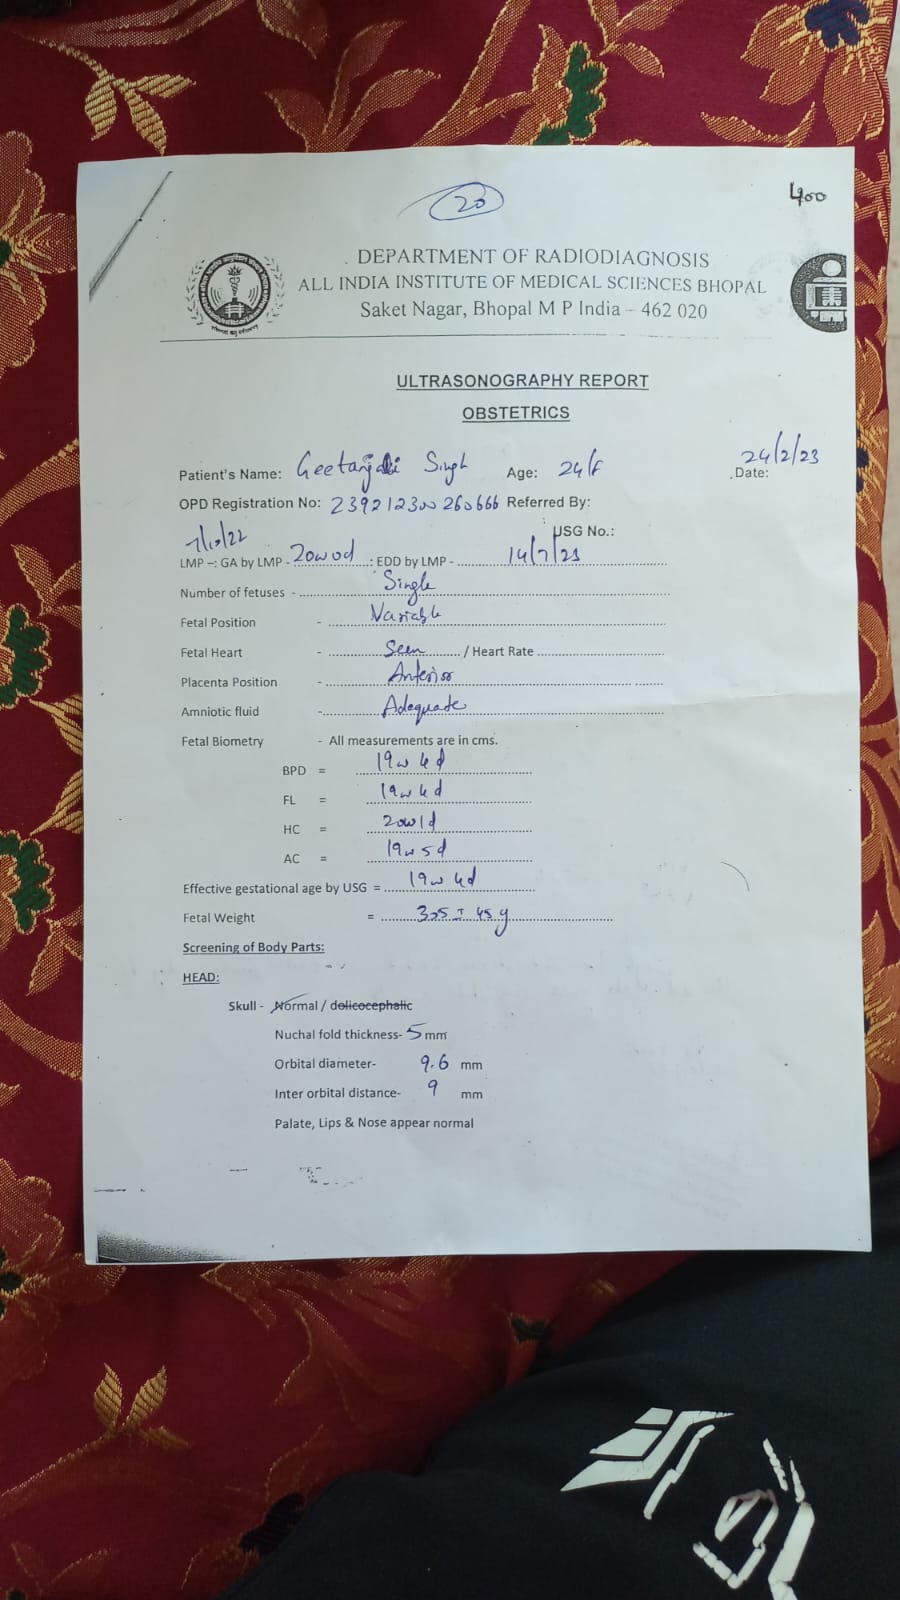 20
400
DEPARTMENT OF RADIODIAGNOSIS
ALL INDIA INSTITUTE OF MEDICAL SCIENCES BHOPAL
Saket Nagar, Bhopal M P India – 462 020
ULTRASONOGRAPHY REPORT
OBSTETRICS
Patient's Name: Geetanjali Singh Age: 24/F Date: 24/2/23
OPD Registration No: 239212300260666 Referred By:
7/10/22 USG No.:
LMP –: GA by LMP - 20w0d : EDD by LMP - 14/7/23
Number of fetuses - Single
Fetal Position - Variable
Fetal Heart - Seen / Heart Rate
Placenta Position - Anterior
Amniotic fluid - Adequate
Fetal Biometry - All measurements are in cms.
BPD = 19w 4d
FL = 19w 4d
HC = 20w1d
AC = 19w 5d
Effective gestational age by USG = 19w 4d
Fetal Weight = 305 ± 45 g
Screening of Body Parts:
HEAD:
Skull - Normal / dolicocephalic
Nuchal fold thickness- 5 mm
Orbital diameter- 9.6 mm
Inter orbital distance- 9 mm
Palate, Lips & Nose appear normal